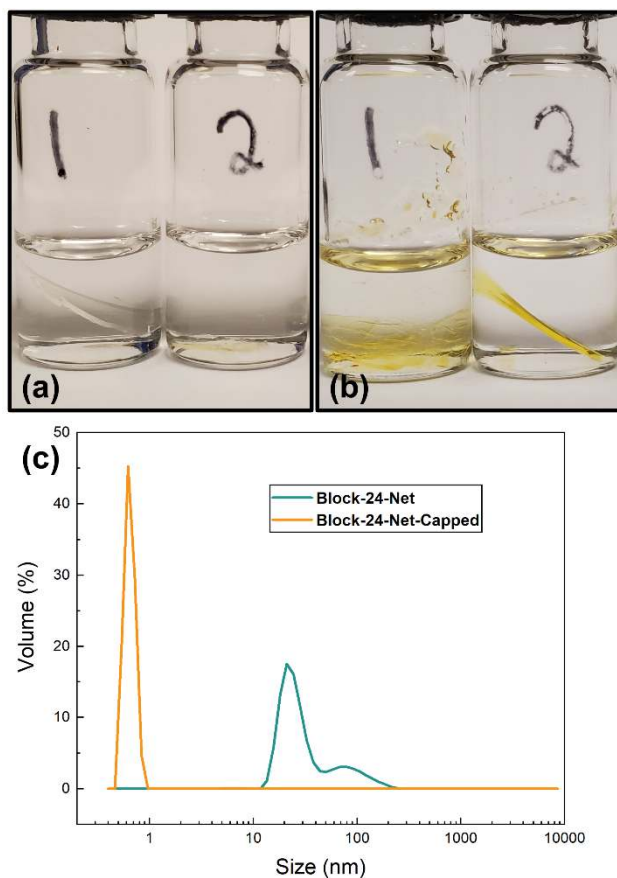 1 2
1 2
(a)
(b)
(c)
Block-24-Net
Block-24-Net-Capped
Volume (%)
50
40
30
20
10
0
1 10 100 1000 10000
Size (nm)